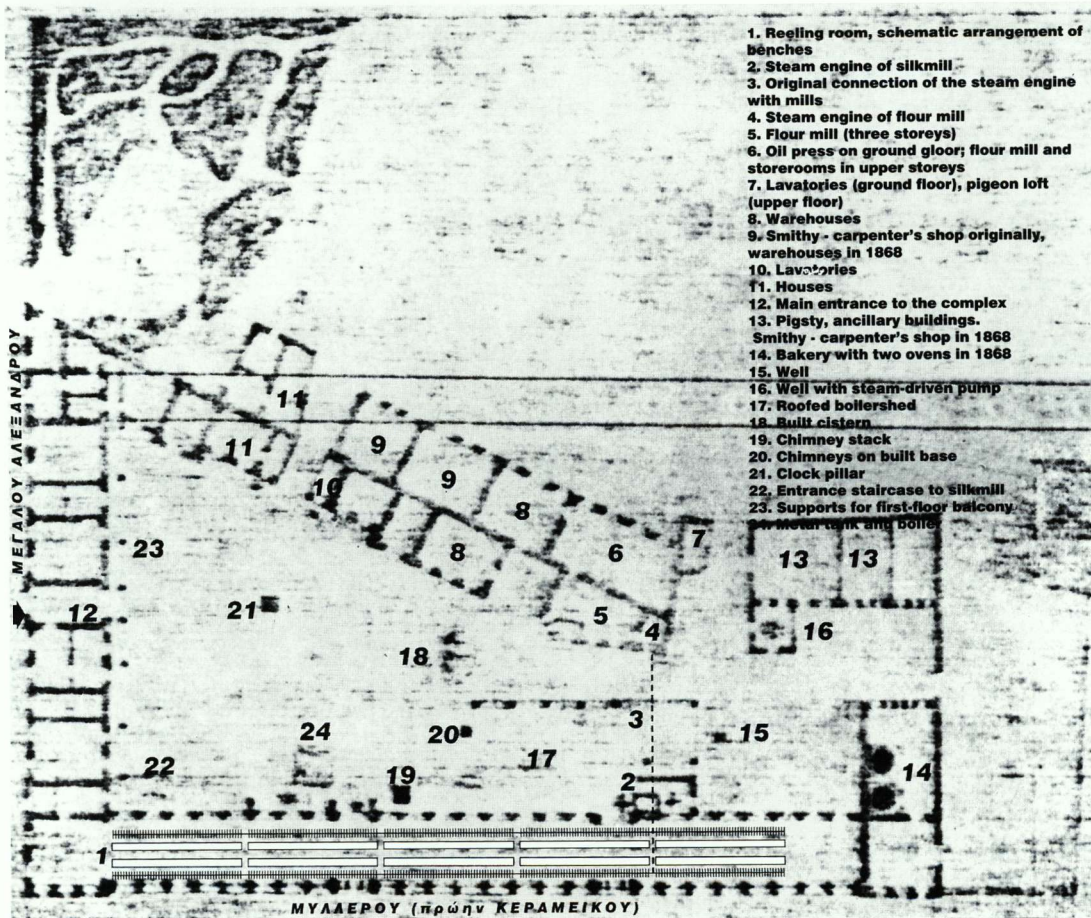 1. Reeling room, schematic arrangement of
benches
2. Steam engine of silkmill
3. Original connection of the steam engine
with mills
4. Steam engine of flour mill
5. Flour mill (three storeys)
6. Oil press on ground gloor; flour mill and
storerooms in upper storeys
7. Lavatories (ground floor), pigeon loft
(upper floor)
8. Warehouses
9. Smithy - carpenter's shop originally,
warehouses in 1868
10. Lavatories
11. Houses
12. Main entrance to the complex
13. Pigsty, ancillary buildings.
Smithy - carpenter's shop in 1868
14. Bakery with two ovens in 1868
15. Well
16. Well with steam-driven pump
17. Roofed boilershed
18. Built cistern
19. Chimney stack
20. Chimneys on built base
21. Clock pillar
22. Entrance staircase to silkmill
23. Supports for first-floor balcony
24. Metal tank and boiler
ΜΕΓΑΛΟΥ ΑΛΕΞΑΝΔΡΟΥ
11
11
9
9
10
8
8
6
7
13
13
23
12
21
5
4
16
18
24
20
3
15
17
22
19
2
14
1
ΜΥΛΛΕΡΟΥ (πρώην ΚΕΡΑΜΕΙΚΟΥ)